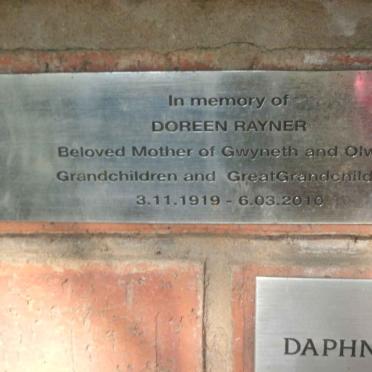 In memory of
DOREEN RAYNER
Beloved Mother of Gwyneth and Olw
Grandchildren and GreatGrandchild
3.11.1919 - 6.03.2010
DAPHN